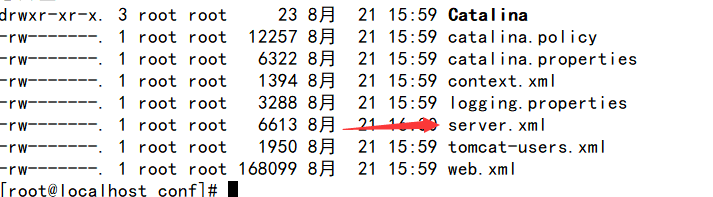 drwxr-xr-x. 3 root root 23 8月 21 15:59 Catalina
-rw-------. 1 root root 12257 8月 21 15:59 catalina.policy
-rw-------. 1 root root 6322 8月 21 15:59 catalina.properties
-rw-------. 1 root root 1394 8月 21 15:59 context.xml
-rw-------. 1 root root 3288 8月 21 15:59 logging.properties
-rw-------. 1 root root 6613 8月 21 server.xml
-rw-------. 1 root root 1950 8月 21 15:59 tomcat-users.xml
-rw-------. 1 root root 168099 8月 21 15:59 web.xml
[root@localhost conf]#